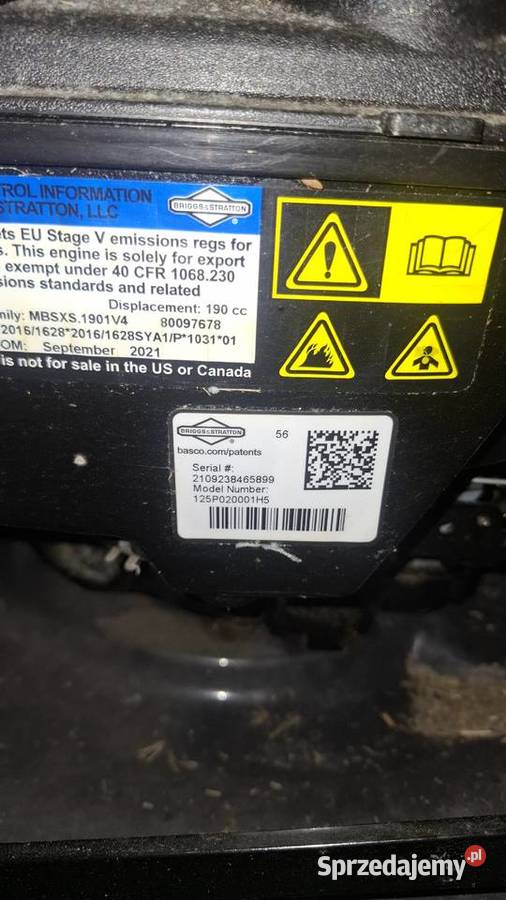 TROL INFORMATION
STRATTON, LLC
BRIGGS&STRATTON
ets EU Stage V emissions regs for
s. This engine is solely for export
exempt under 40 CFR 1068.230
sions standards and related
Displacement: 190 cc
mily: MBSXS.1901V4 80097678
2016/1628*2016/1628SYA1/P*1031*01
OM: September 2021
is not for sale in the US or Canada
BRIGGS&STRATTON
56
basco.com/patents
Serial #:
2109238465899
Model Number:
125P020001H5
Sprzedajemy.pl